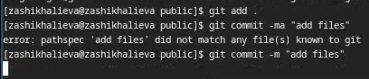 [zashikhalieva@zashikhalieva public]$ git add .
[zashikhalieva@zashikhalieva public]$ git commit -ma "add files"
error: pathspec 'add files' did not match any file(s) known to git
[zashikhalieva@zashikhalieva public]$ git commit -m "add files"